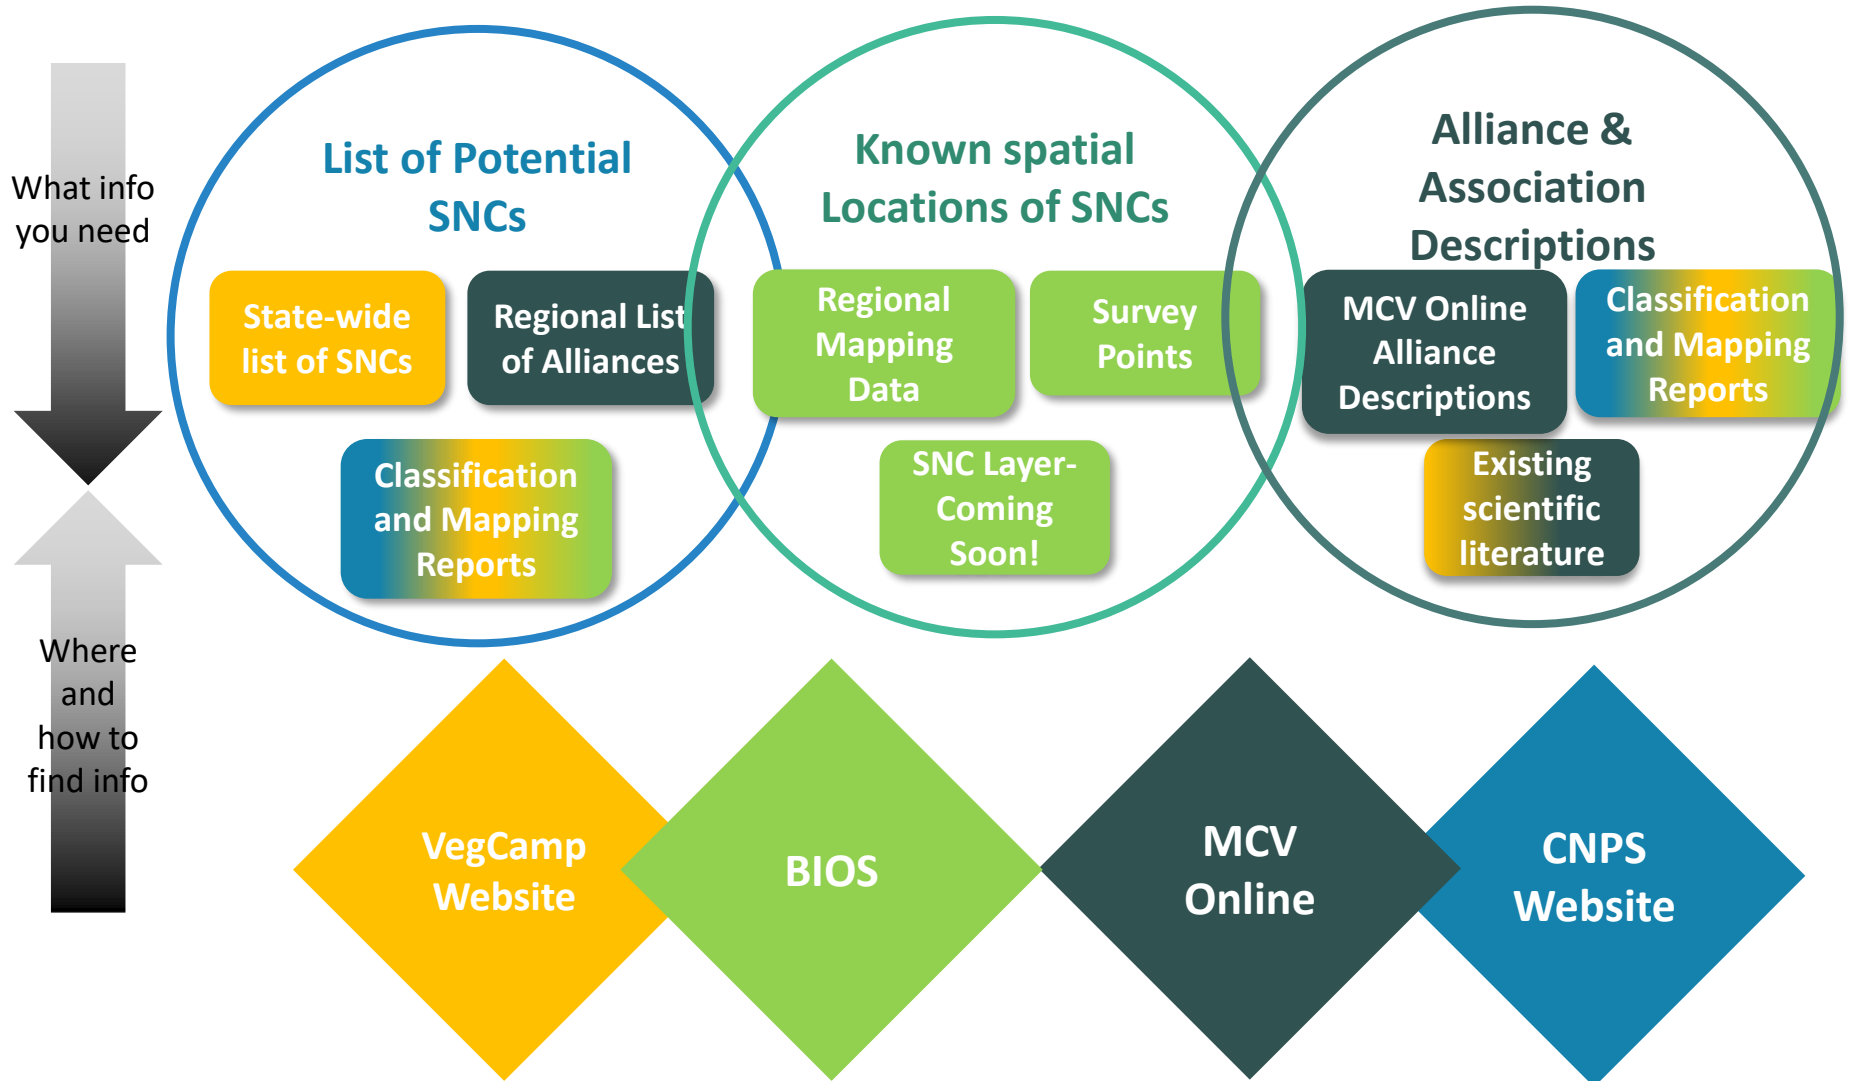 What info
you need
List of Potential
SNCs
State-wide
list of SNCs
Regional List
of Alliances
Classification
and Mapping
Reports
Known spatial
Locations of SNCs
Regional
Mapping
Data
Survey
Points
SNC Layer-
Coming
Soon!
Alliance &
Association
Descriptions
MCV Online
Alliance
Descriptions
Classification
and Mapping
Reports
Existing
scientific
literature
Where
and
how to
find info
VegCamp
Website
BIOS
MCV
Online
CNPS
Website